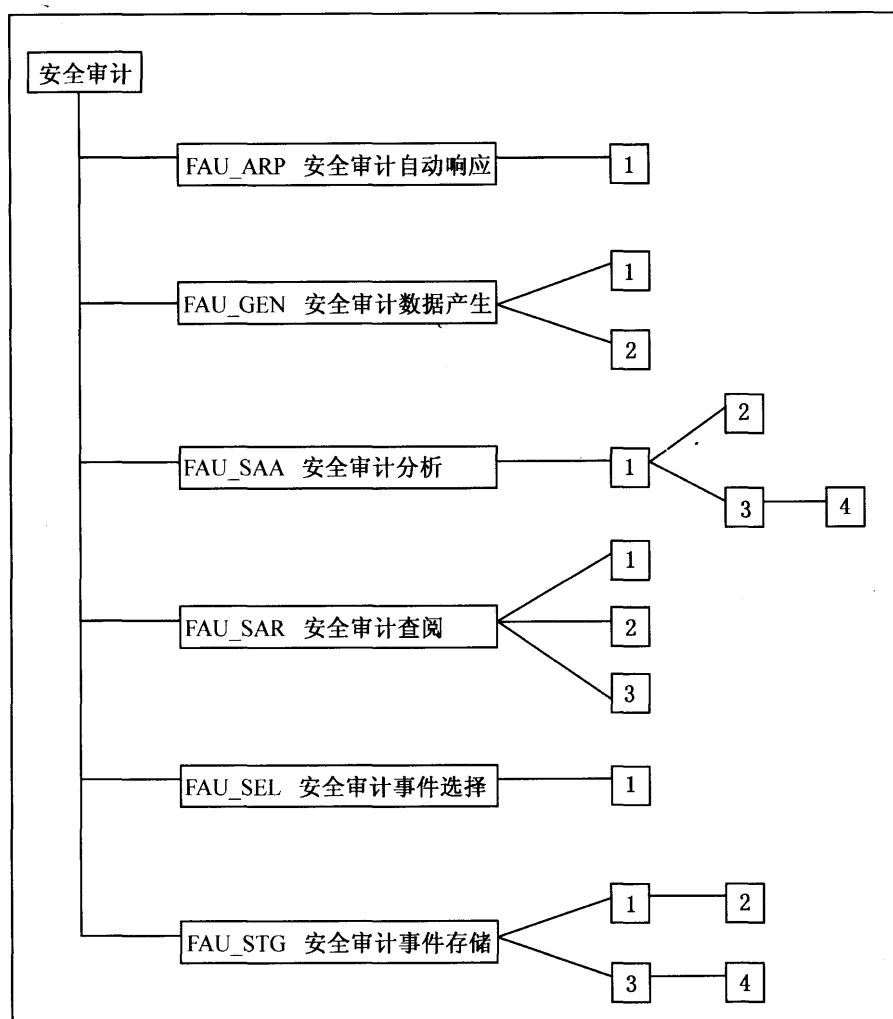 安全审计
FAU_ARP 安全审计自动响应 1
1
FAU_GEN 安全审计数据产生
2
2
FAU_SAA 安全审计分析 1
3 4
1
FAU_SAR 安全审计查阅 2
3
FAU_SEL 安全审计事件选择 1
1 2
FAU_STG 安全审计事件存储
3 4